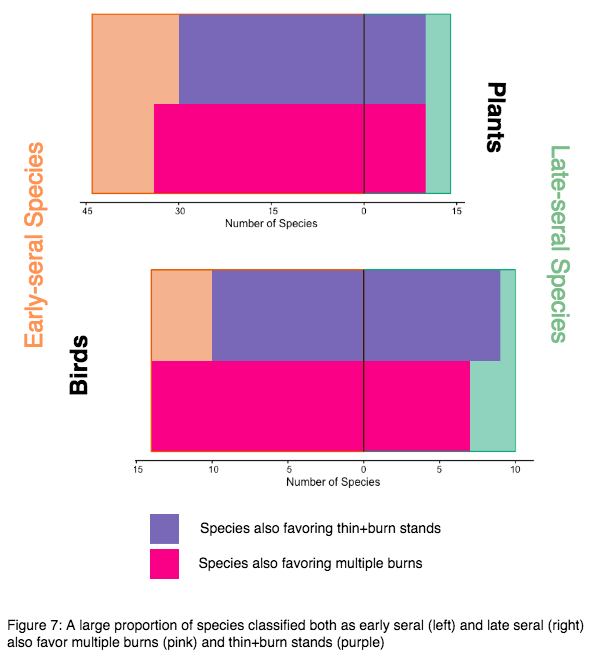 Plants
45 30 15 0 15
Number of Species
Early-seral Species
Late-seral Species
Birds
15 10 5 0 5 10
Number of Species
Species also favoring thin+burn stands
Species also favoring multiple burns
Figure 7: A large proportion of species classified both as early seral (left) and late seral (right)
also favor multiple burns (pink) and thin+burn stands (purple)